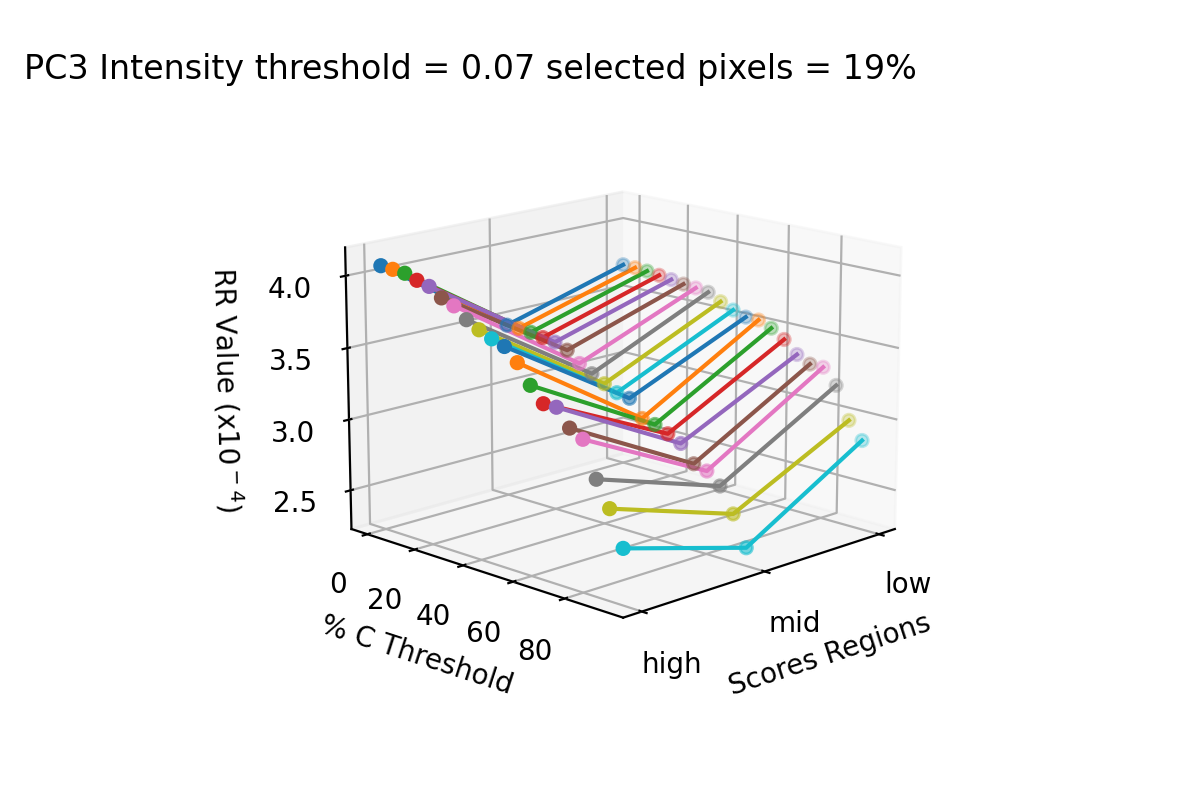 PC3 Intensity threshold = 0.07 selected pixels = 19%
4.0
3.5
3.0
2.5
RR Value (x10⁻⁴)
0
20
40
60
80
% C Threshold
high
mid
low
Scores Regions